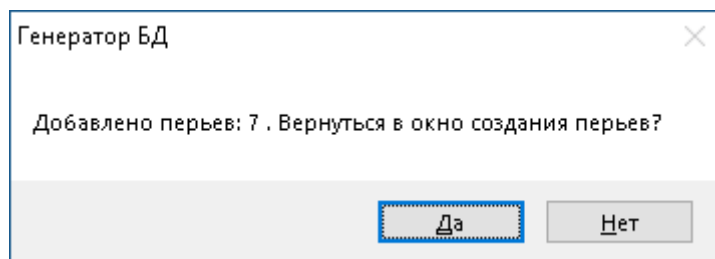 Генератор БД
Добавлено перьев: 7 . Вернуться в окно создания перьев?
Да
Нет